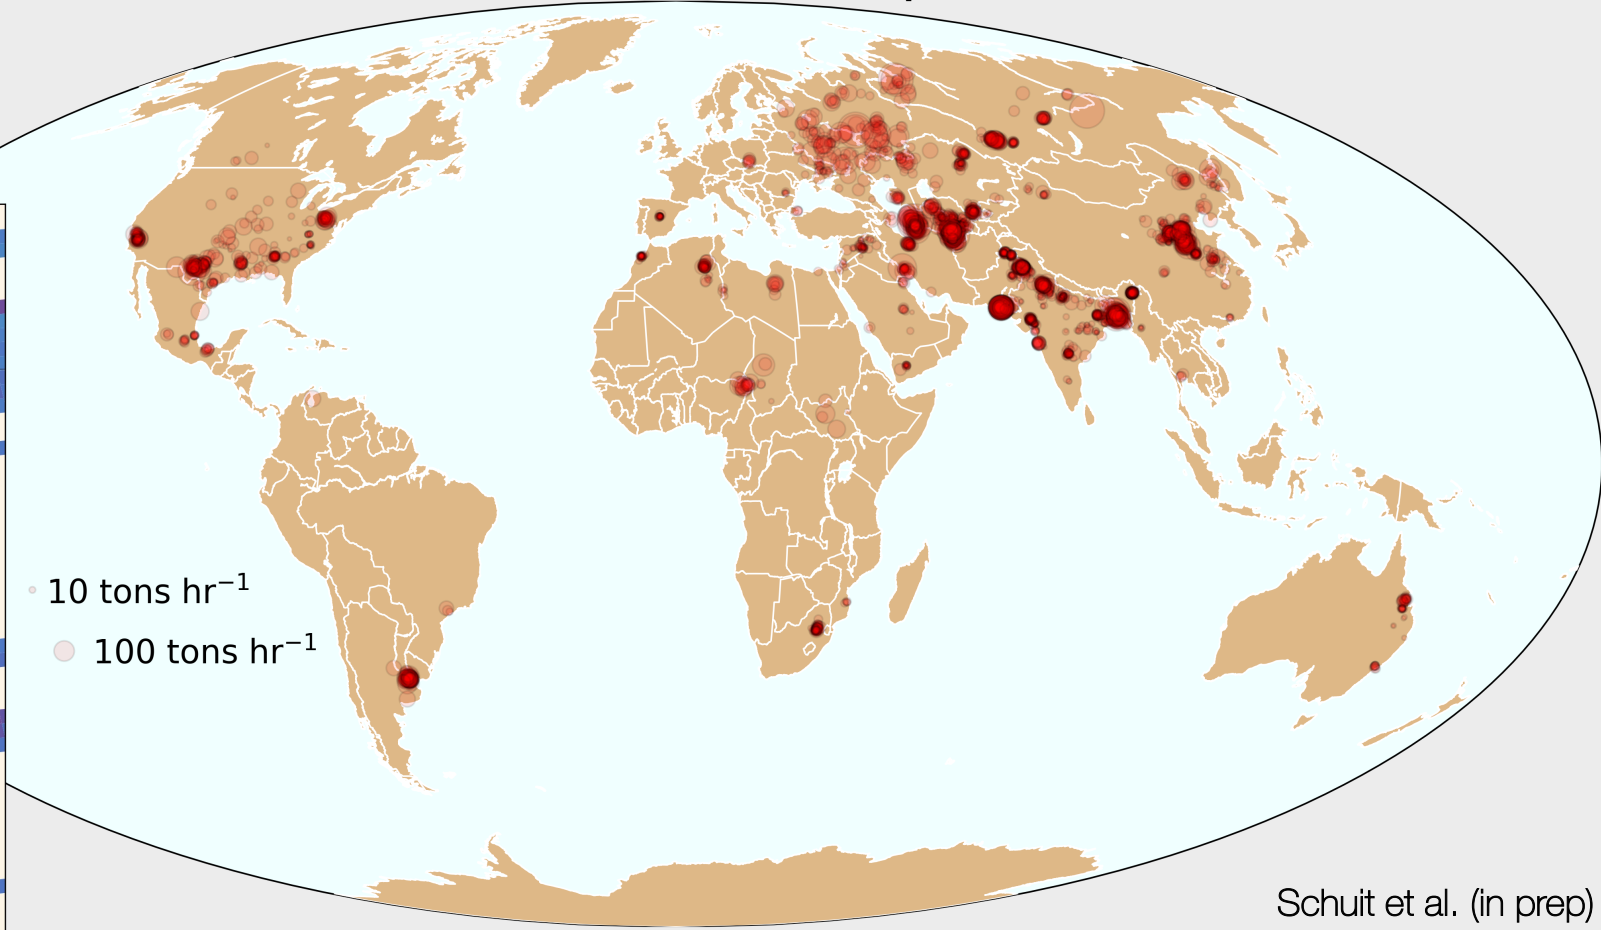 10 tons hr⁻¹
100 tons hr⁻¹
Schuit et al. (in prep)